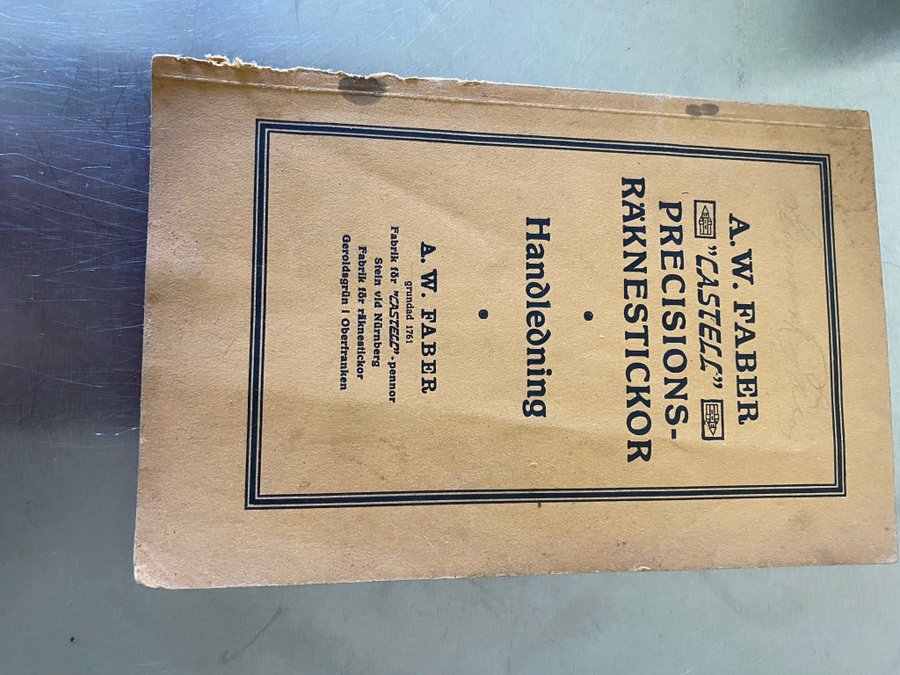 A. W. FABER
"CASTELL"
PRECISIONS-
RÄKNESTICKOR
Handledning
A. W. FABER
grundad 1761
Fabrik för "CASTELL"-pennor
Stein vid Nürnberg
Fabrik för räknestickor
Geroldsgrün i Oberfranken